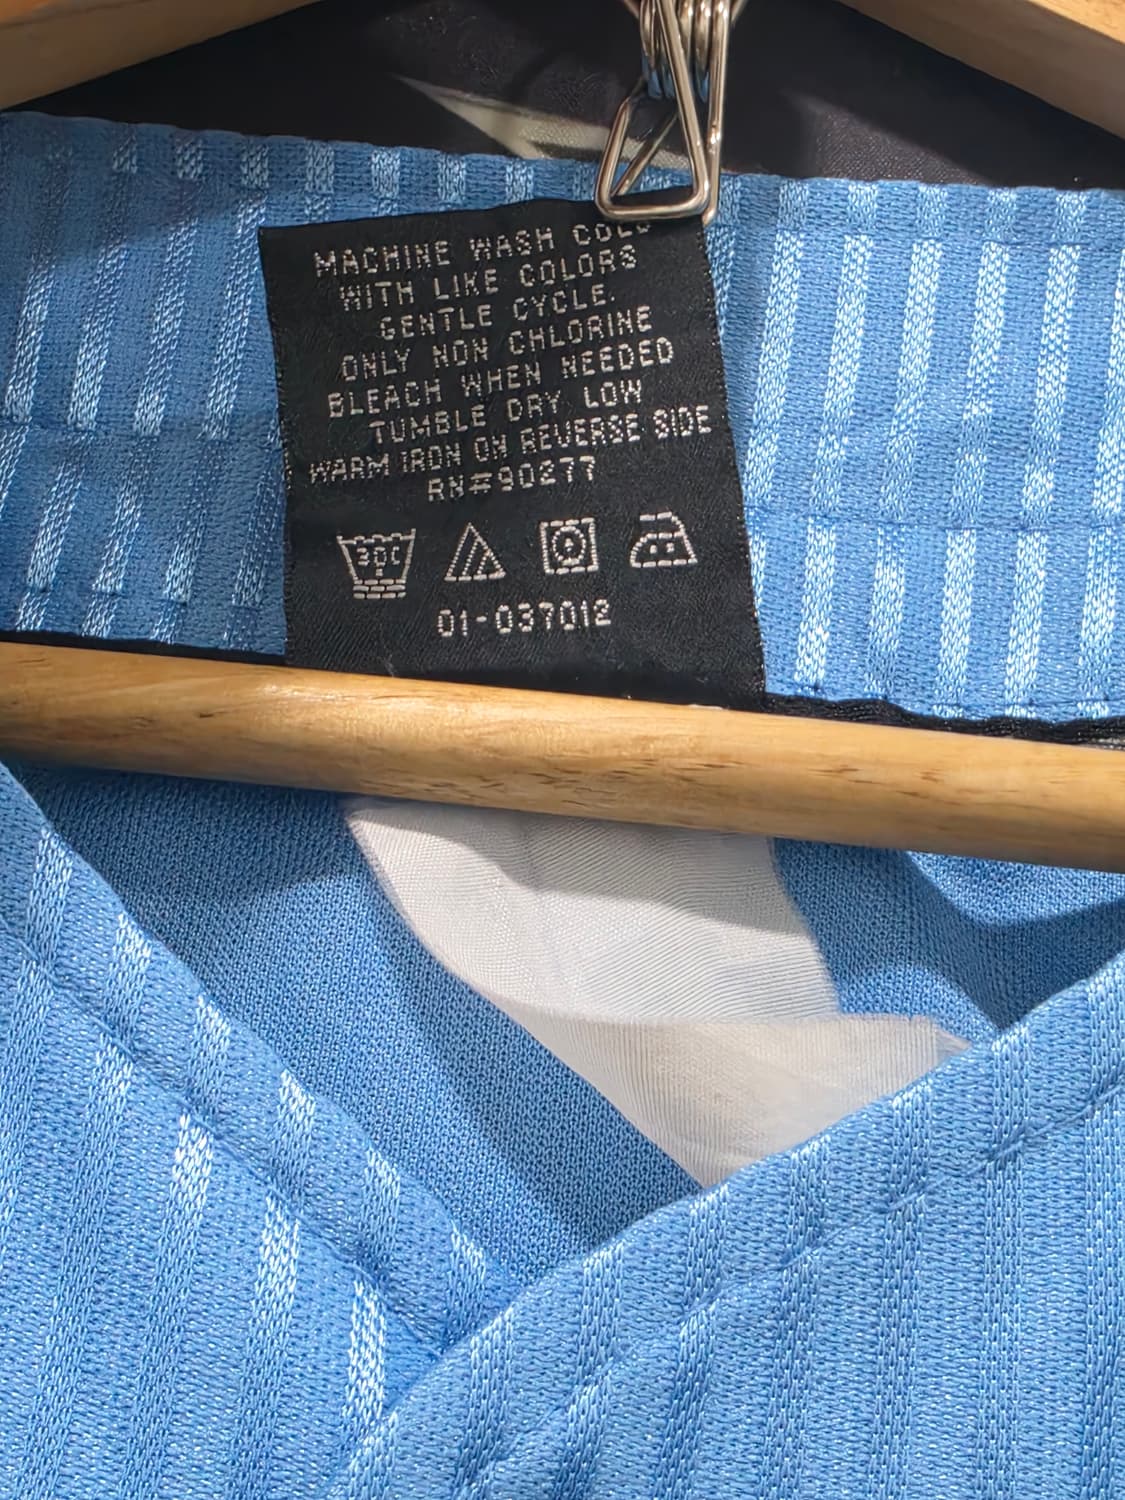 MACHINE WASH COLD
WITH LIKE COLORS
GENTLE CYCLE.
ONLY NON CHLORINE
BLEACH WHEN NEEDED
TUMBLE DRY LOW
WARM IRON ON REVERSE SIDE
RN#90277
30C
01-037012